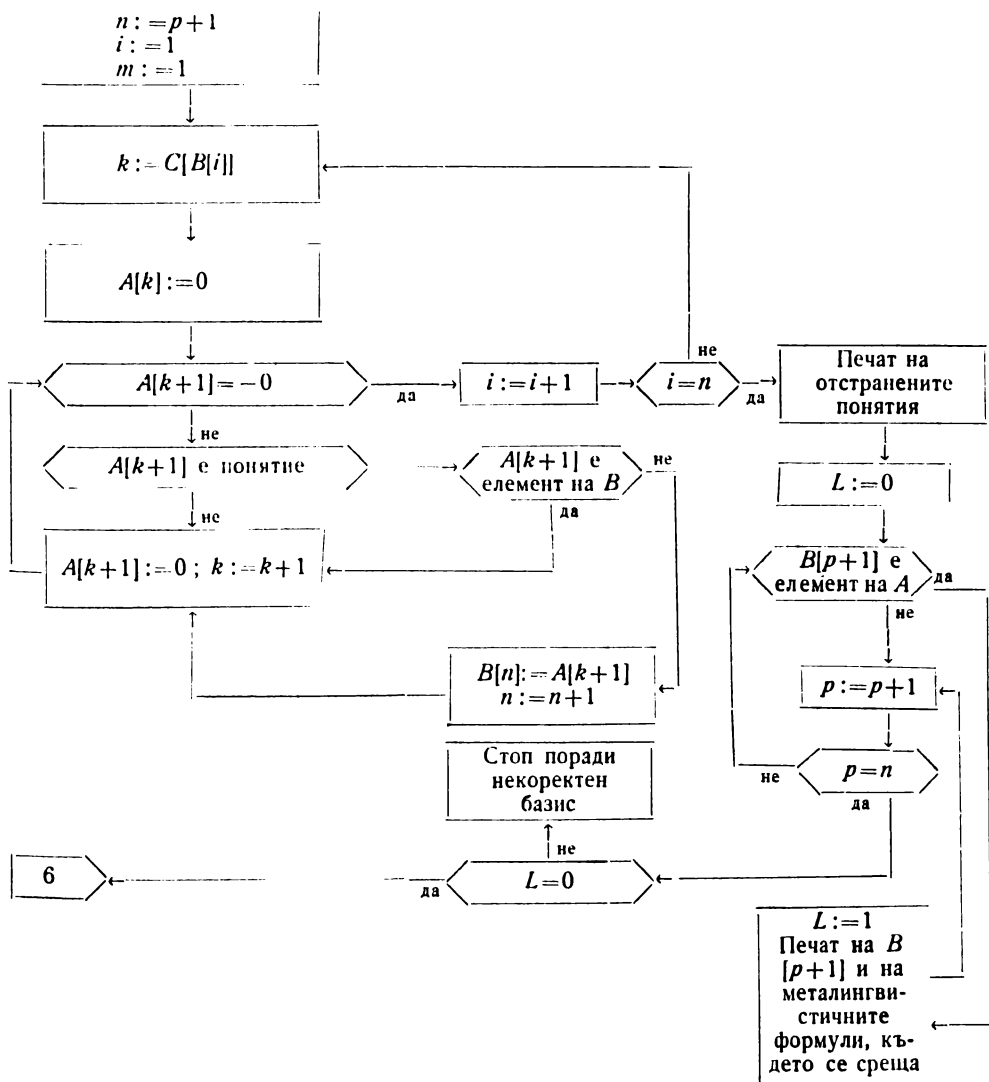 n:=p+1
i:=1
m:=1
k:=C[B[i]]
A[k]:=0
A[k+1]=-0
да
i:=i+1
i=n
не
да
Печат на
отстранените
понятия
не
A[k+1] е понятие
A[k+1] е
елемент на B
не
да
L:=0
не
A[k+1]:=0; k:=k+1
B[p+1] е
елемент на A
да
не
B[n]:=A[k+1]
n:=n+1
p:=p+1
Стоп поради
некоректен
базис
p=n
не
да
не
6
да
L=0
L:=1
Печат на B
[p+1] и на
металингви-
стичните
формули, къ-
дето се среща